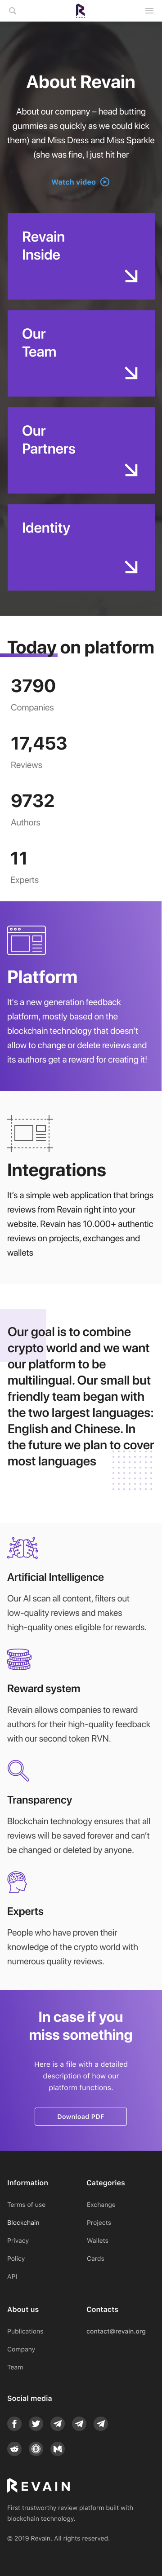 About Revain
About our company – head butting
gummies as quickly as we could kick
them) and Miss Dress and Miss Sparkle
(she was fine, I just hit her
Watch video
Revain
Inside
Our
Team
Our
Partners
Identity
Today on platform
3790
Companies
17,453
Reviews
9732
Authors
11
Experts
Platform
It's a new generation feedback
platform, mostly based on the
blockchain technology that doesn't
allow to change or delete reviews and
its authors get a reward for creating it!
Integrations
It's a simple web application that brings
reviews from Revain right into your
website. Revain has 10.000+ authentic
reviews on projects, exchanges and
wallets
Our goal is to combine
crypto world and we want
our platform to be
multilingual. Our small but
friendly team began with
the two largest languages:
English and Chinese. In
the future we plan to cover
most languages
Artificial Intelligence
Our AI scan all content, filters out
low-quality reviews and makes
high-quality ones eligible for rewards.
Reward system
Revain allows companies to reward
authors for their high-quality feedback
with our second token RVN.
Transparency
Blockchain technology ensures that all
reviews will be saved forever and can't
be changed or deleted by anyone.
Experts
People who have proven their
knowledge of the crypto world with
numerous quality reviews.
In case if you
miss something
Here is a file with a detailed
description of how our
platform functions.
Download PDF
Information
Categories
Terms of use
Exchange
Blockchain
Projects
Privacy
Wallets
Policy
Cards
API
About us
Contacts
Publications
contact@revain.org
Company
Team
Social media
REVAIN
First trustworthy review platform built with
blockchain technology.
© 2019 Revain. All rights reserved.